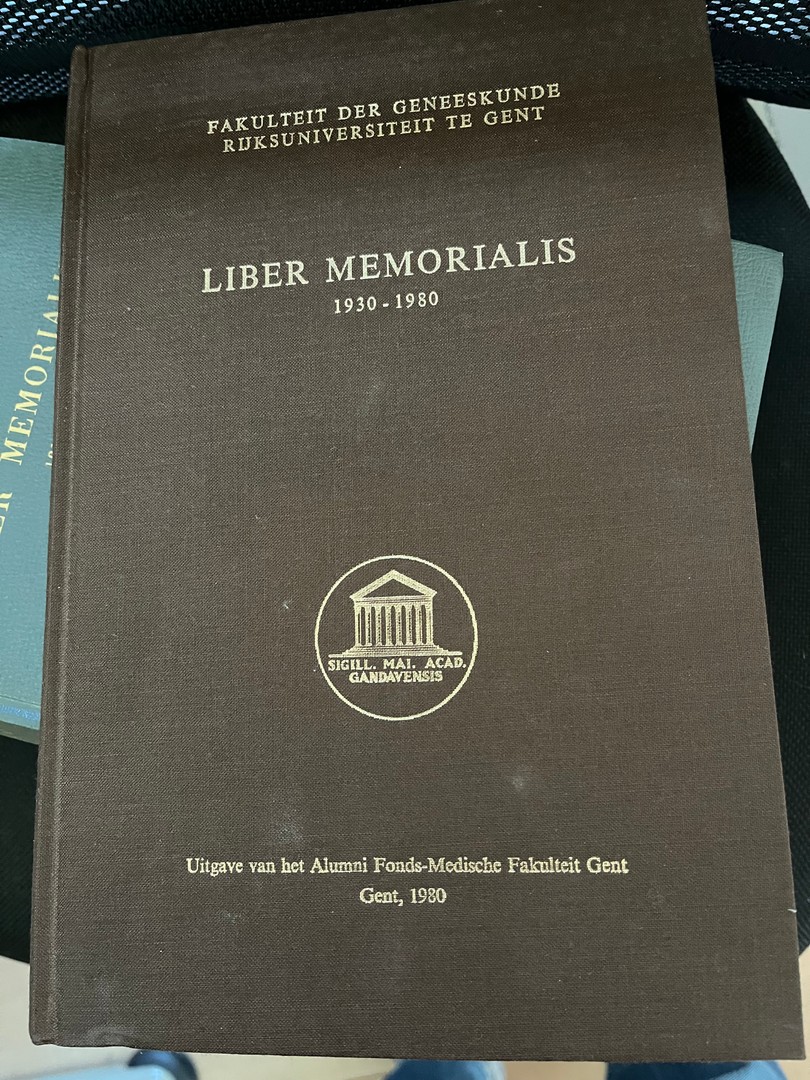 FAKULTEIT DER GENEESKUNDE
RIJKSUNIVERSITEIT TE GENT
LIBER MEMORIALIS
1930 - 1980
SIGILL. MAI. ACAD.
GANDAVENSIS
Uitgave van het Alumni Fonds-Medische Fakulteit Gent
Gent, 1980